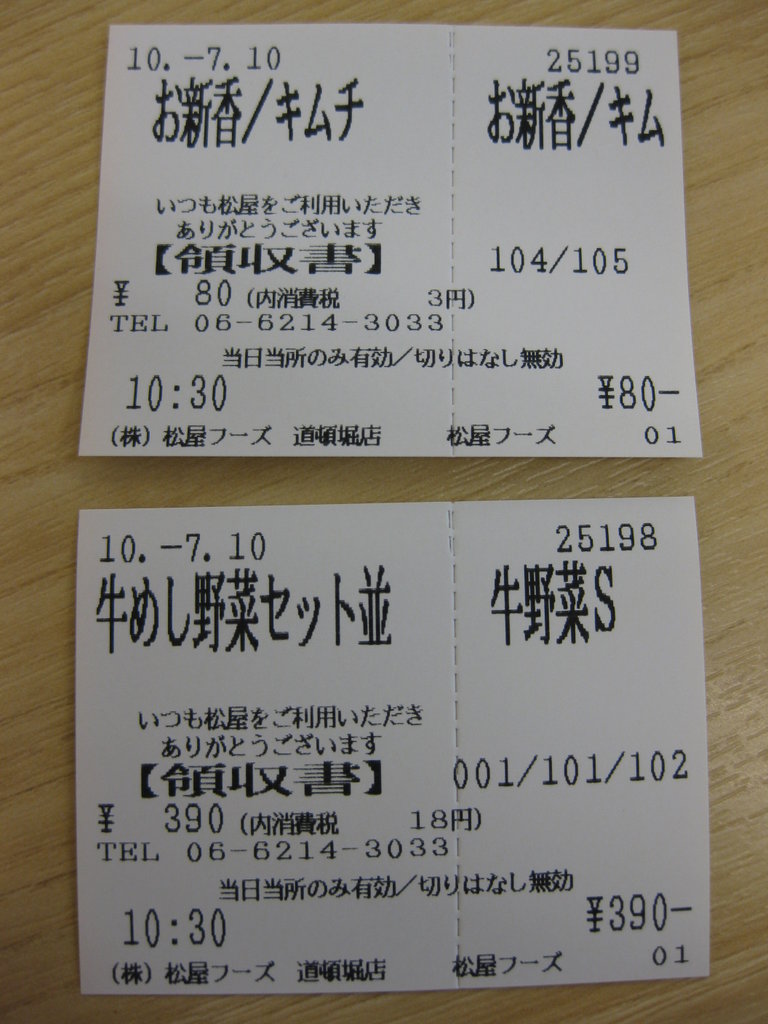 10.-7.10 25199
お新香/キムチ お新香/キム
いつも松屋をご利用いただき
ありがとうございます
【領収書】 104/105
¥ 80 (内消費税 3円)
TEL 06-6214-3033
当日当所のみ有効/切りはなし無効
10:30 ¥80-
(株) 松屋フーズ 道頓堀店 松屋フーズ 01
10.-7.10 25198
牛めし野菜セット並 牛野菜S
いつも松屋をご利用いただき
ありがとうございます
【領収書】 001/101/102
¥ 390 (内消費税 18円)
TEL 06-6214-3033
当日当所のみ有効/切りはなし無効
10:30 ¥390-
(株) 松屋フーズ 道頓堀店 松屋フーズ 01